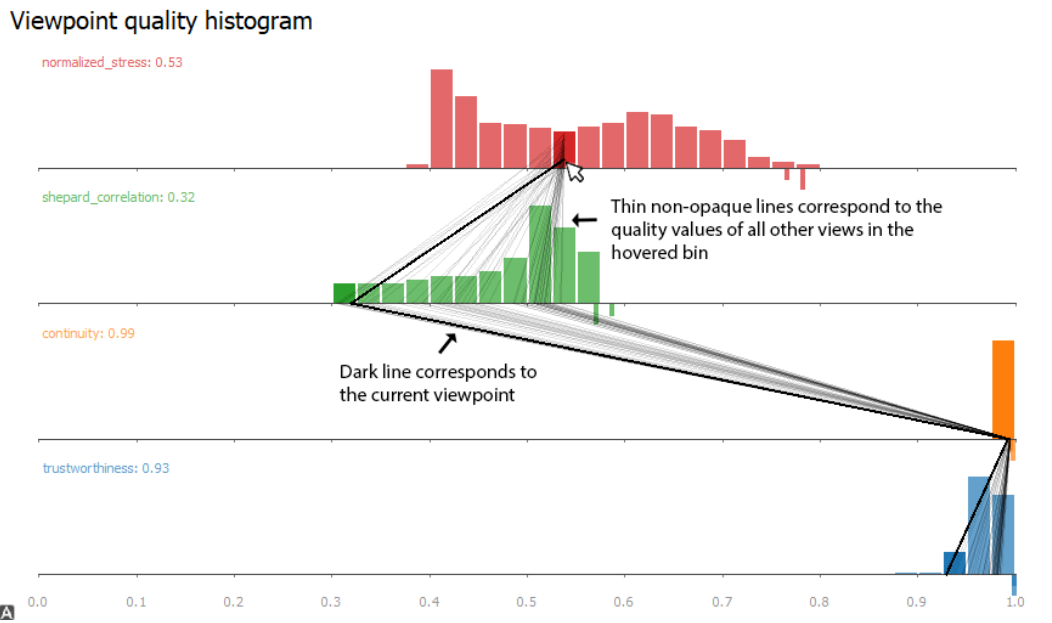 Viewpoint quality histogram
normalized_stress: 0.53
shepard_correlation: 0.32
Thin non-opaque lines correspond to the
quality values of all other views in the
hovered bin
continuity: 0.99
Dark line corresponds to
the current viewpoint
trustworthiness: 0.93
0.0 0.1 0.2 0.3 0.4 0.5 0.6 0.7 0.8 0.9 1.0
A